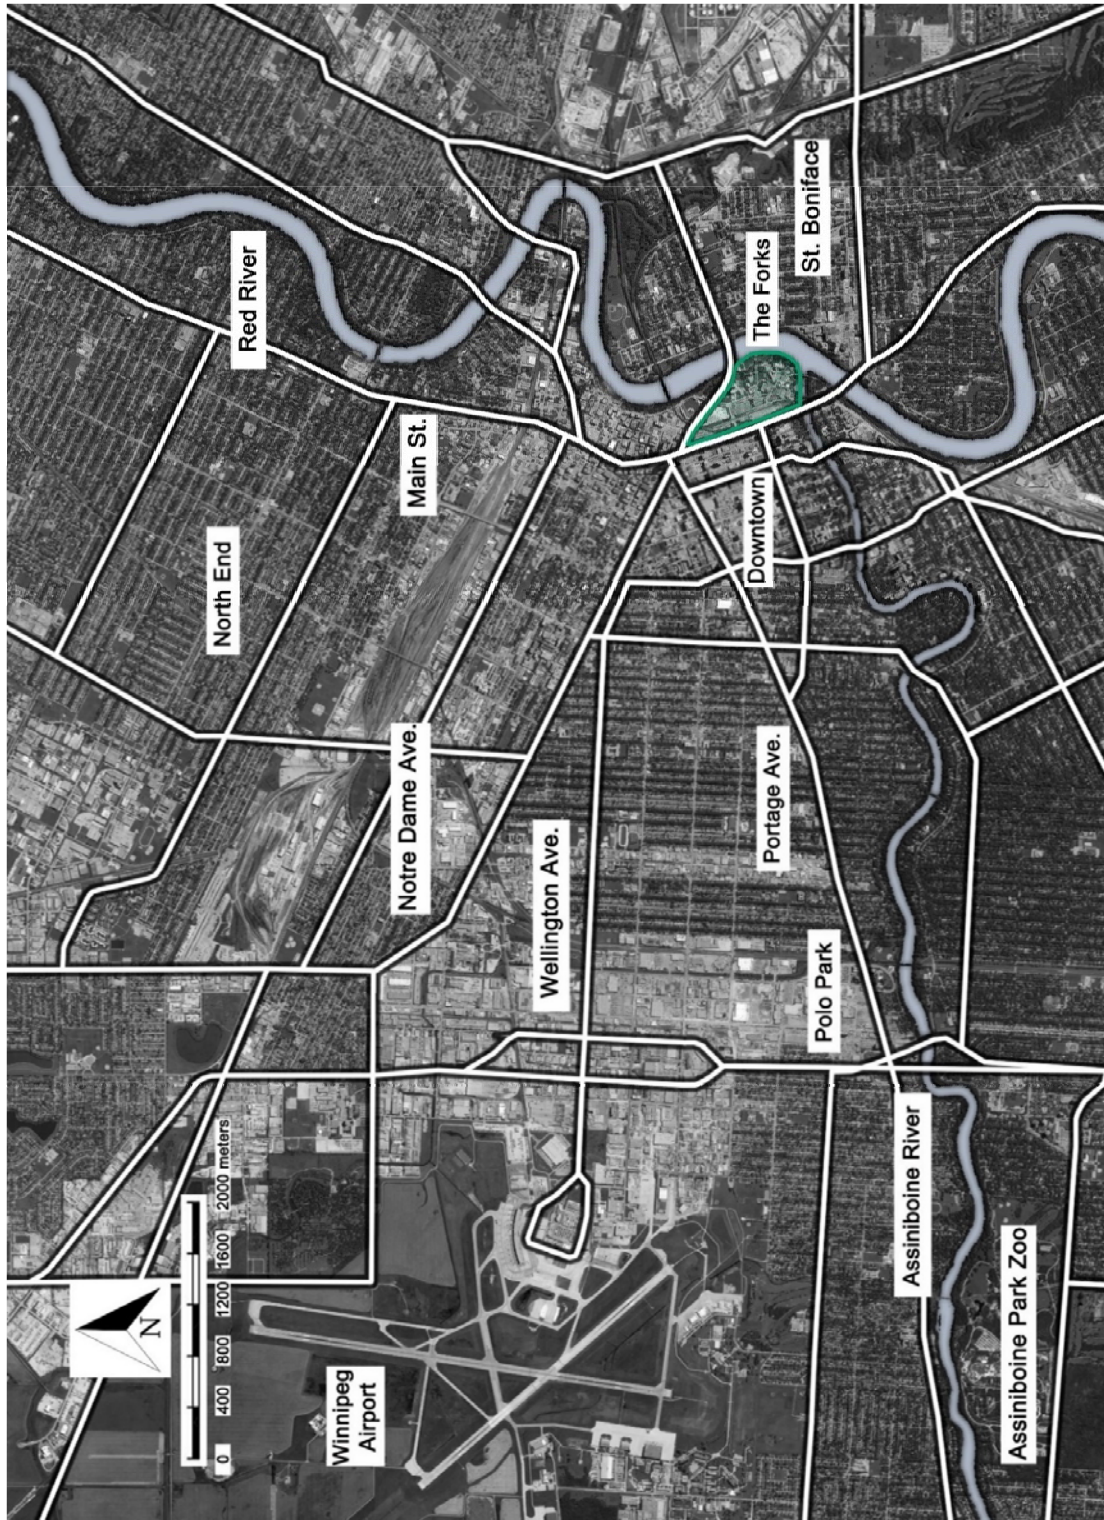 N
0 400 800 1200 1600 2000 meters
North End
Red River
Winnipeg
Airport
Notre Dame Ave.
Main St.
Wellington Ave.
Downtown
The Forks
Portage Ave.
St. Boniface
Polo Park
Assiniboine River
Assiniboine Park Zoo